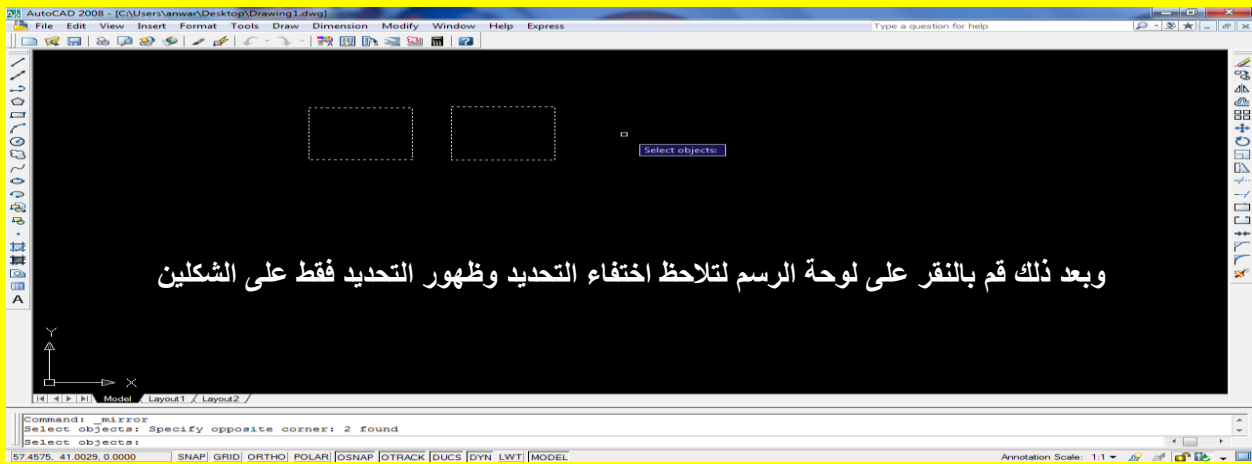 AutoCAD 2008 - [C:\Users\anwar\Desktop\Drawing1.dwg]
File Edit View Insert Format Tools Draw Dimension Modify Window Help Express
Type a question for help
Select objects:
وبعد ذلك قم بالنقر على لوحة الرسم لتلاحظ اختفاء التحديد وظهور التحديد فقط على الشكلين
A
Y
X
Model Layout1 Layout2
Command: _mirror
Select objects: Specify opposite corner: 2 found
Select objects:
57.4575, 41.0029, 0.0000 SNAP GRID ORTHO POLAR OSNAP OTRACK DUCS DYN LWT MODEL Annotation Scale: 1:1